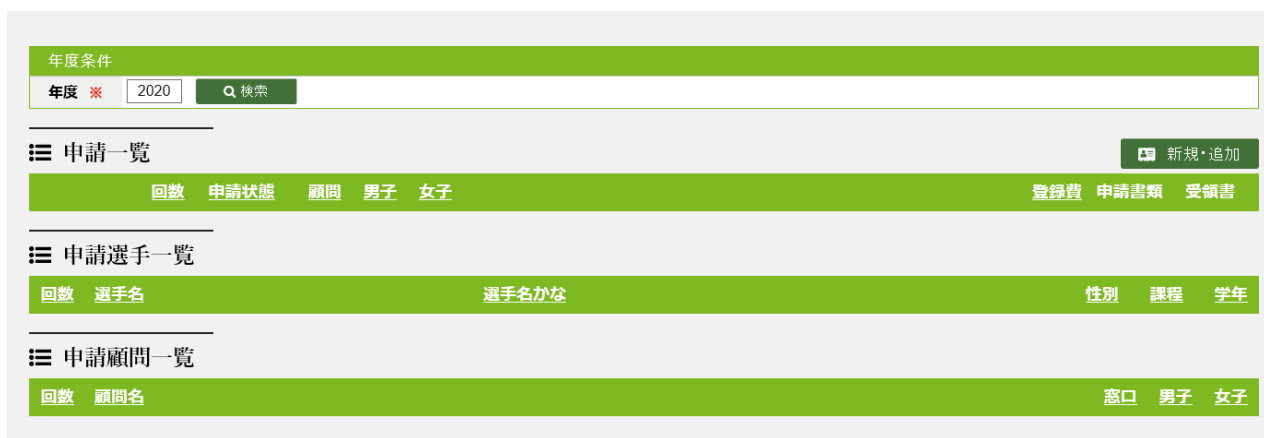 年度条件
年度 ※ 2020 検索
申請一覧 新規・追加
回数 申請状態 顧問 男子 女子 登録費 申請書類 受領書
申請選手一覧
回数 選手名 選手名かな 性別 課程 学年
申請顧問一覧
回数 顧問名 窓口 男子 女子